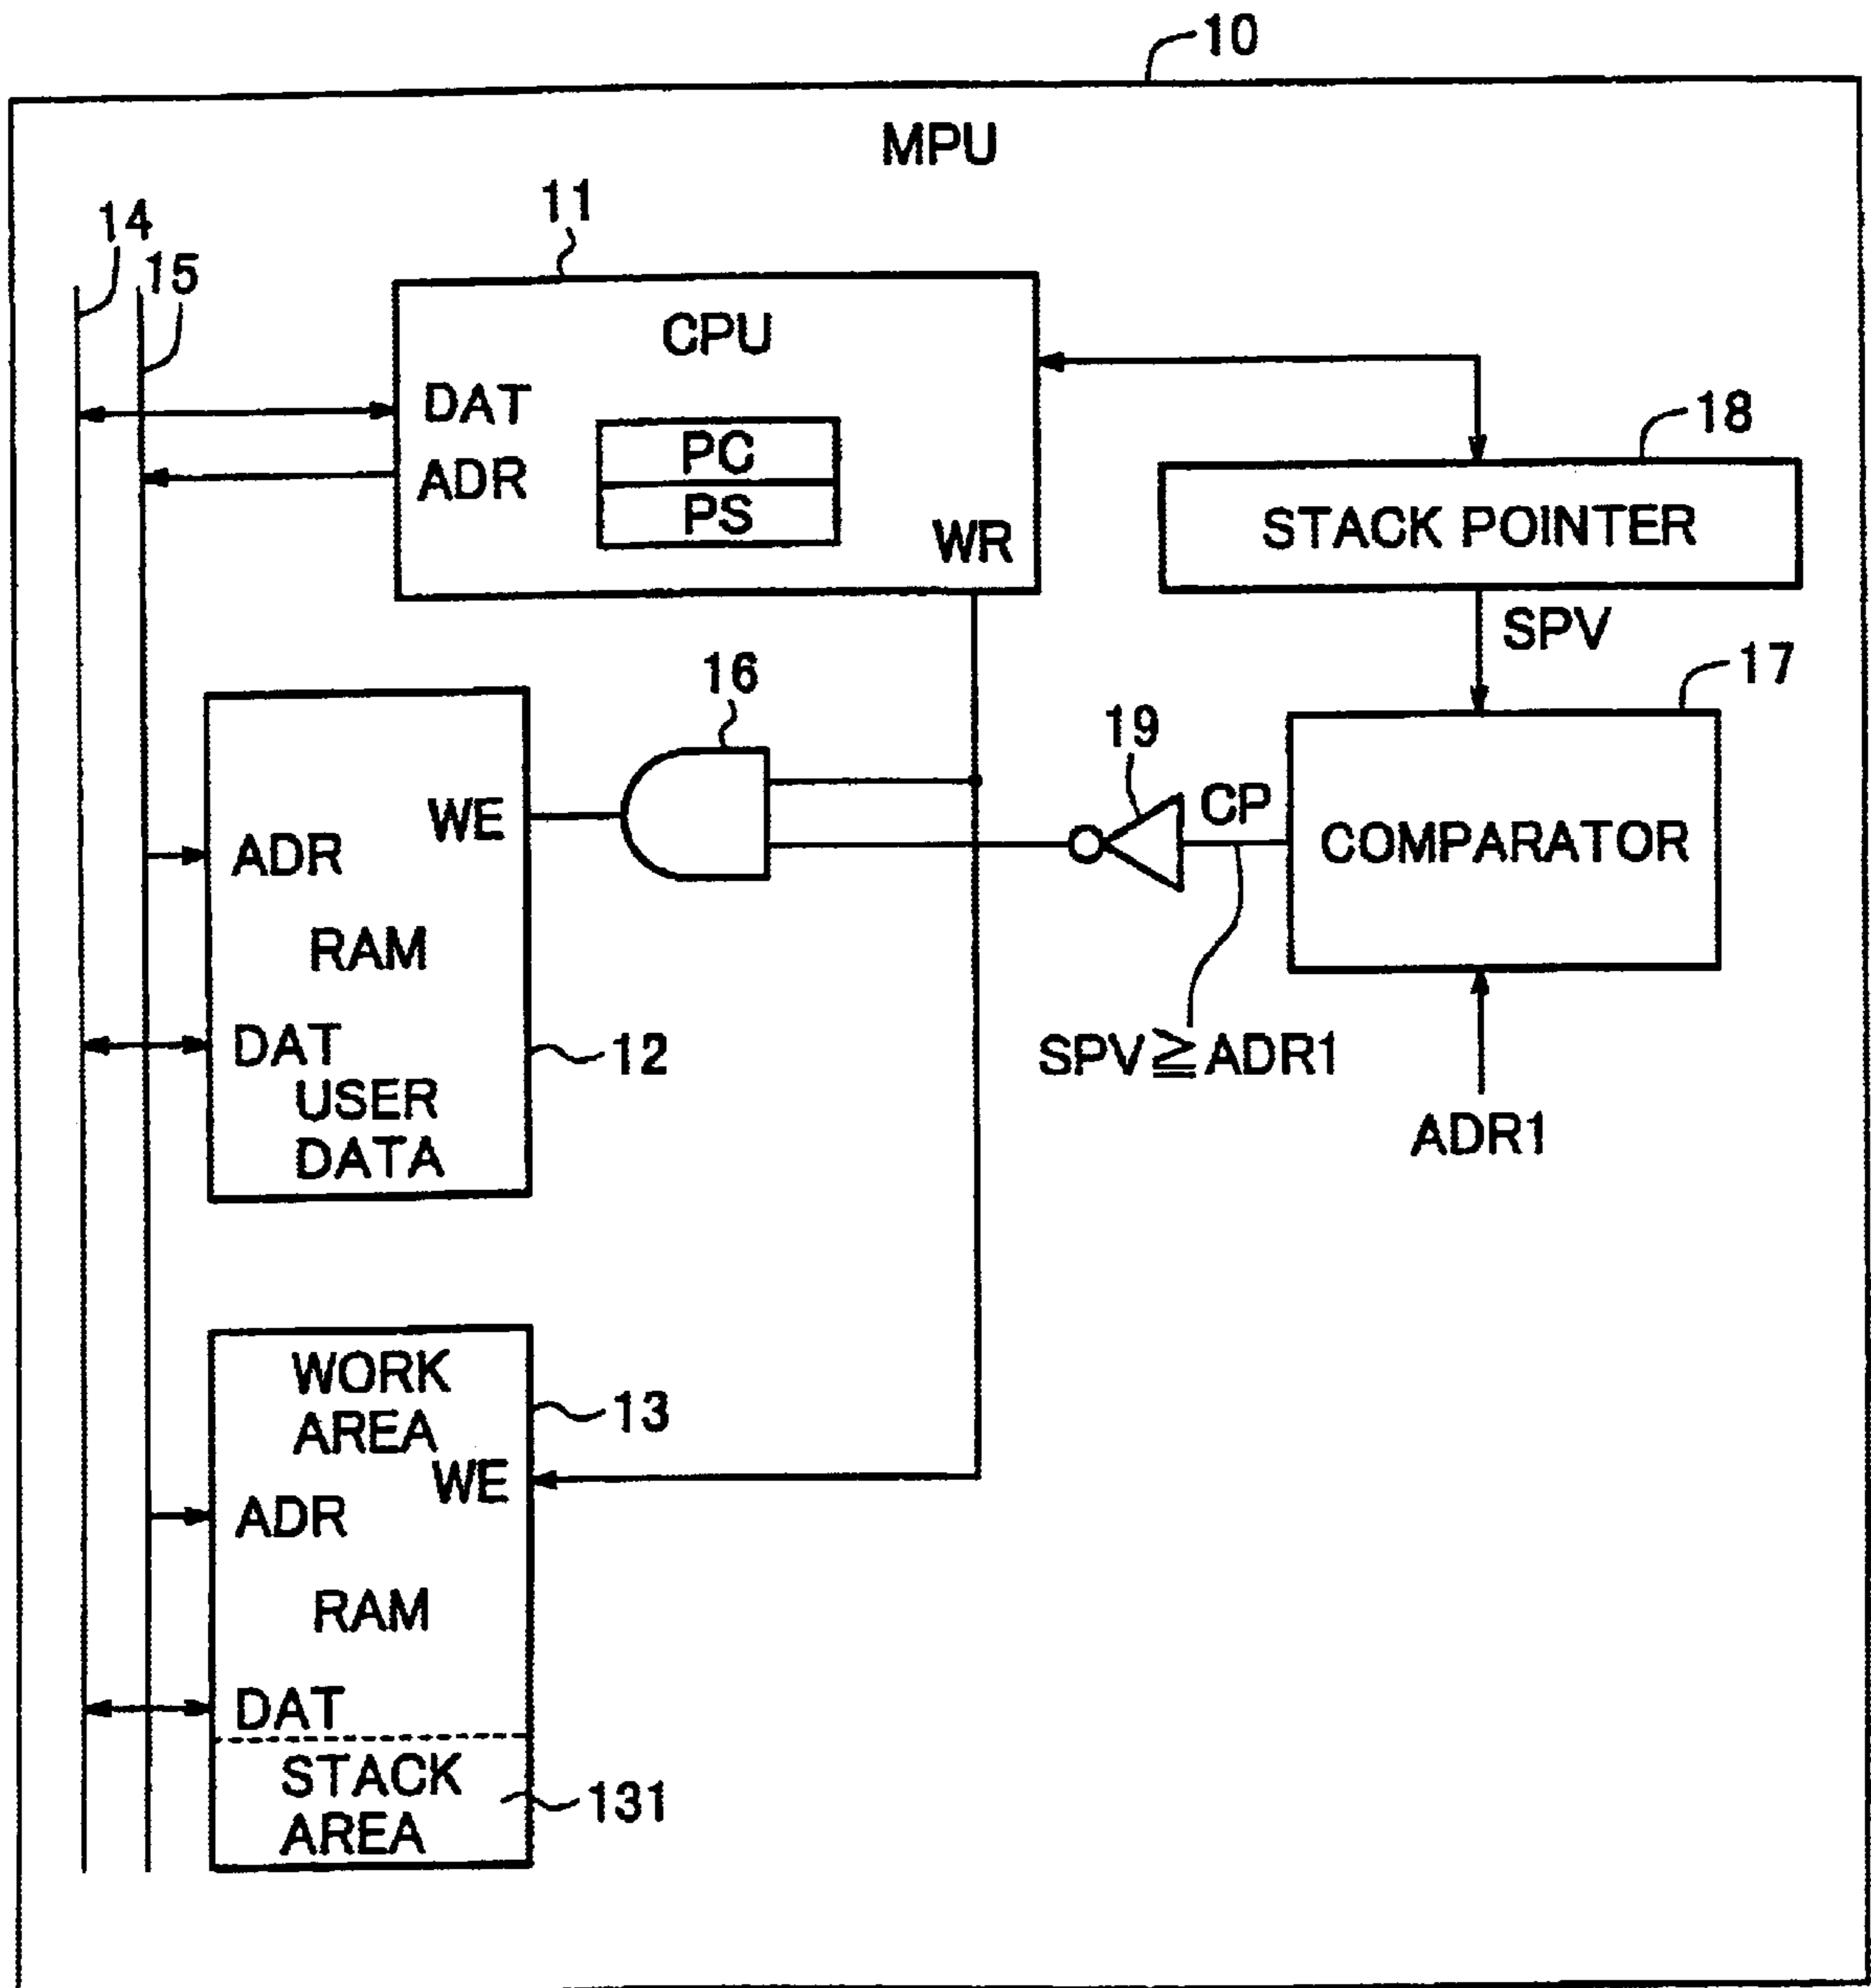 10
MPU
14
15
11
CPU
DAT
ADR
PC
PS
WR
18
STACK POINTER
SPV
17
COMPARATOR
ADR1
19
CP
SPV≧ADR1
16
WE
ADR
RAM
DAT
USER
DATA
12
WORK
AREA
13
WE
ADR
RAM
DAT
STACK
AREA
131